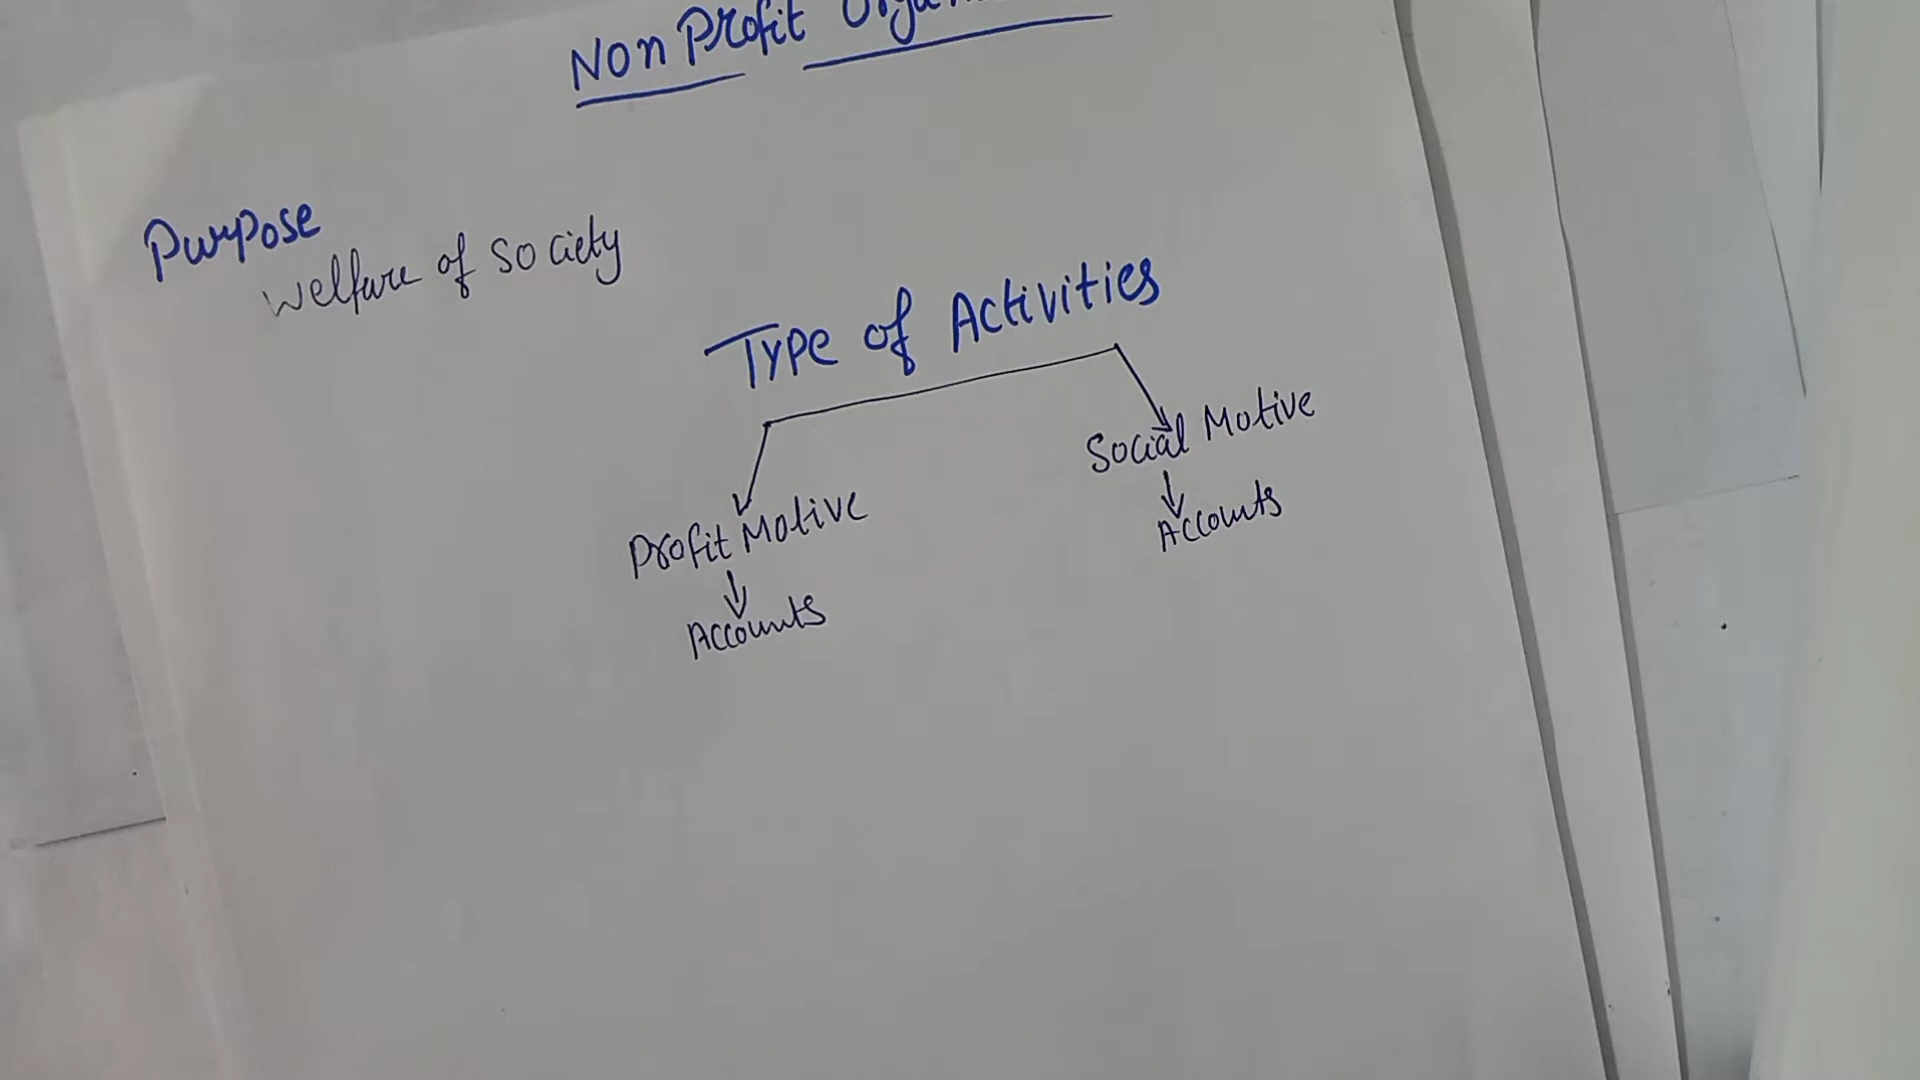 Non Profit
Purpose
Welfare of Society
Type of Activities
Social Motive
Profit Motive
Accounts
Accounts